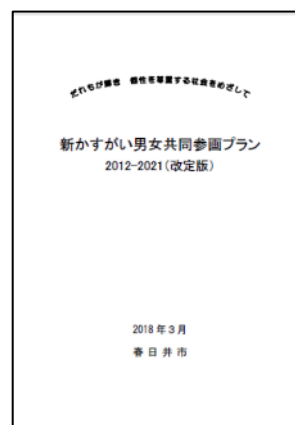 だれもが輝き 個性を尊重する社会をめざして
新かすがい男女共同参画プラン
2012-2021(改定版)
2018年3月
春日井市